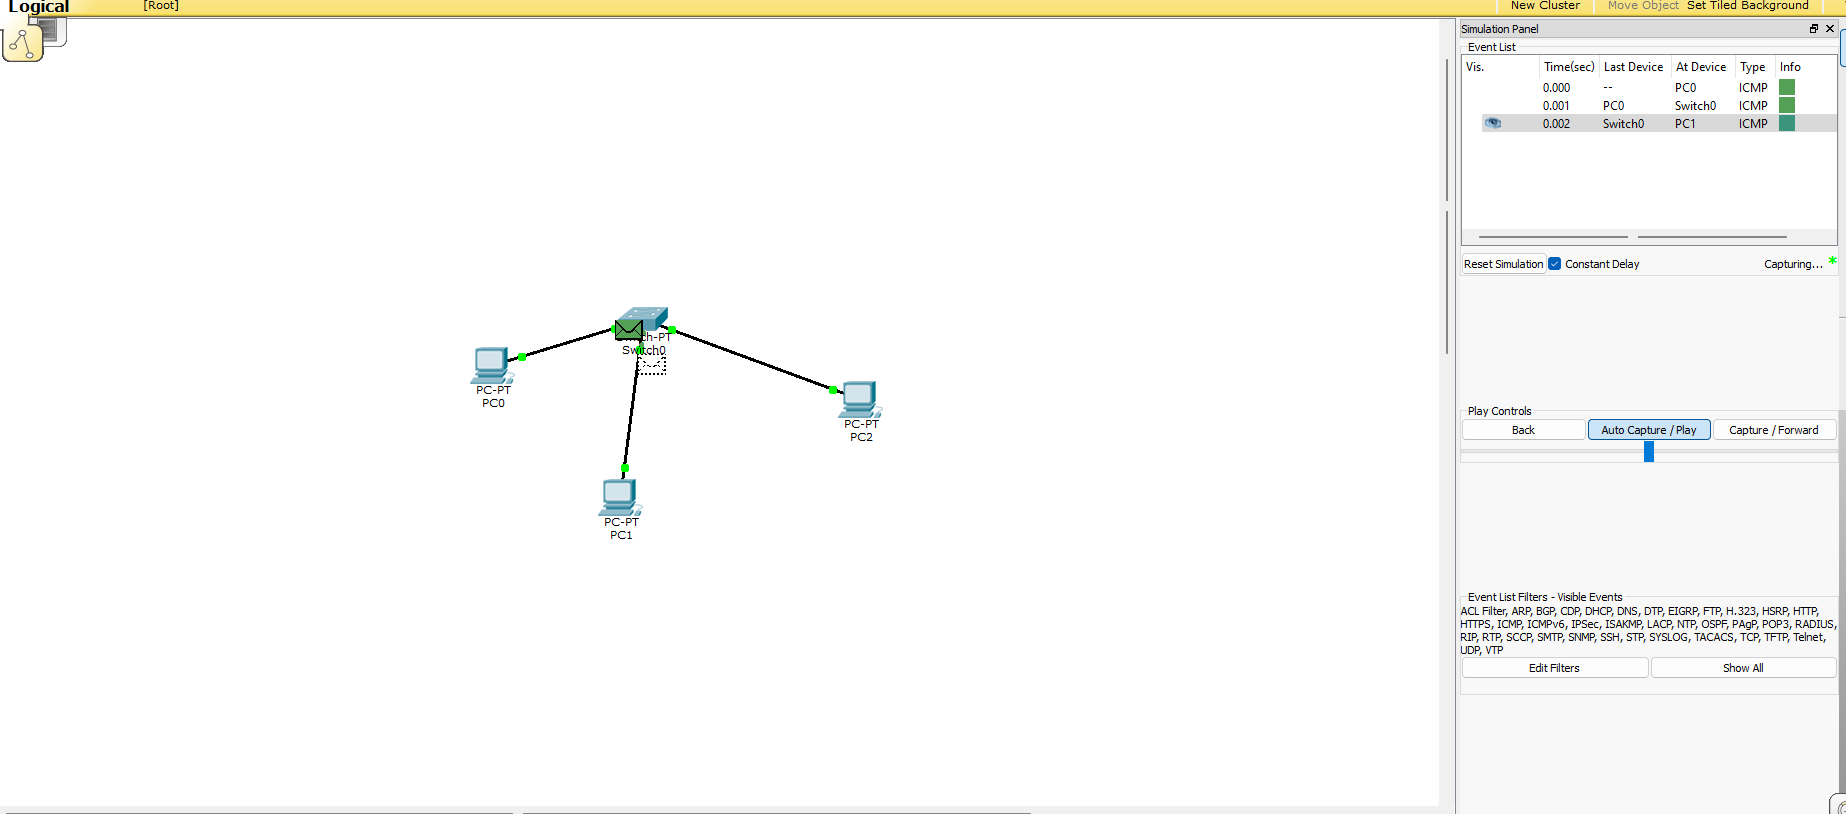 Logical
[Root]
New Cluster
Move Object
Set Tiled Background
Simulation Panel
Event List
Vis. Time(sec) Last Device At Device Type Info
0.000 -- PC0 ICMP
0.001 PC0 Switch0 ICMP
0.002 Switch0 PC1 ICMP
Reset Simulation
Constant Delay
Capturing...
*
Switch0
PC-PT
PC0
PC-PT
PC2
PC-PT
PC1
Play Controls
Back
Auto Capture / Play
Capture / Forward
Event List Filters - Visible Events
ACL Filter, ARP, BGP, CDP, DHCP, DNS, DTP, EIGRP, FTP, H.323, HSRP, HTTP,
HTTPS, ICMP, ICMPv6, IPSec, ISAKMP, LACP, NTP, OSPF, PAgP, POP3, RADIUS,
RIP, RTP, SCCP, SMTP, SNMP, SSH, STP, SYSLOG, TACACS, TCP, TFTP, Telnet,
UDP, VTP
Edit Filters
Show All